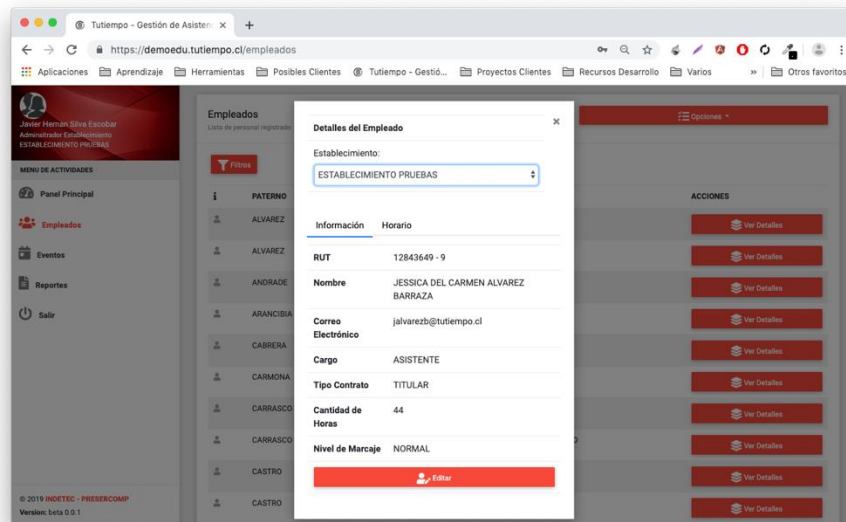 Tutiempo - Gestión de Asisten
https://demoedu.tutiempo.cl/empleados
Aplicaciones Aprendizaje Herramientas Posibles Clientes Tutiempo - Gestió... Proyectos Clientes Recursos Desarrollo Varios » Otros favoritos
Javier Hernan Silva Escobar
Administrador Establecimiento
ESTABLECIMIENTO PRUEBAS
MENU DE ACTIVIDADES
Panel Principal
Empleados
Eventos
Reportes
Salir
© 2019 INDETEC - PRESERCOMP
Version: beta 0.0.1
Empleados
Lista de personal registrado
Opciones
Filtros
PATERNO
ACCIONES
ALVAREZ Ver Detalles
ALVAREZ Ver Detalles
ANDRADE Ver Detalles
ARANCIBIA Ver Detalles
CABRERA Ver Detalles
CARMONA Ver Detalles
CARRASCO Ver Detalles
CARRASCO Ver Detalles
CASTRO Ver Detalles
CASTRO Ver Detalles
Detalles del Empleado
×
Establecimiento:
ESTABLECIMIENTO PRUEBAS
Información Horario
RUT 12843649 - 9
Nombre JESSICA DEL CARMEN ALVAREZ
BARRAZA
Correo jalvarezb@tutiempo.cl
Electrónico
Cargo ASISTENTE
Tipo Contrato TITULAR
Cantidad de 44
Horas
Nivel de Marcaje NORMAL
Editar